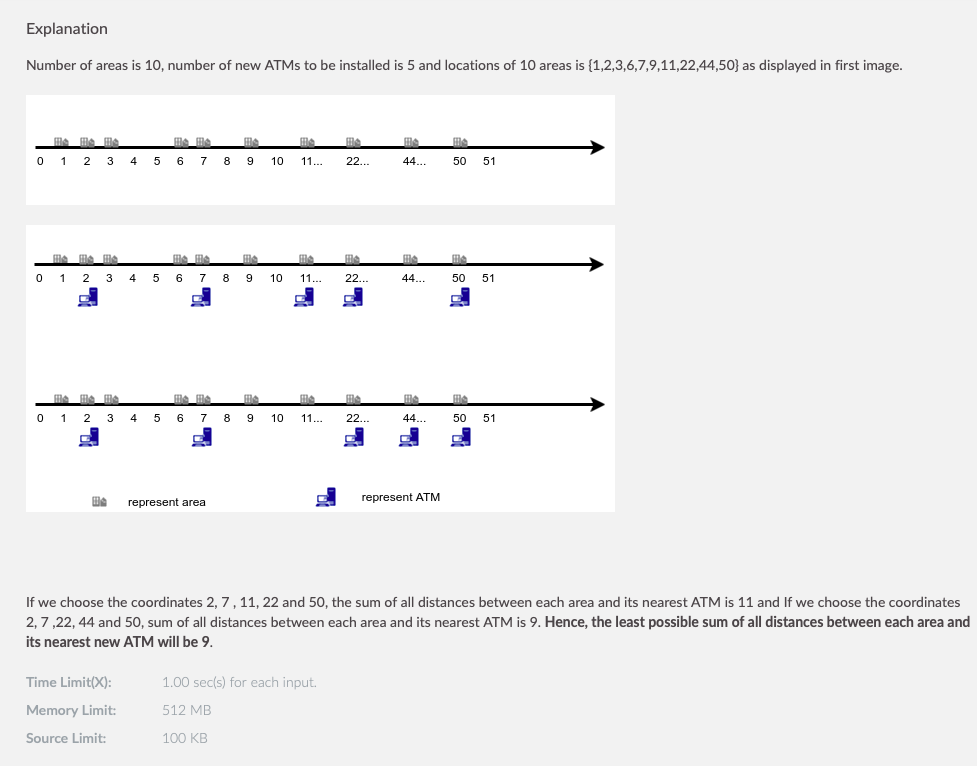 Explanation
Number of areas is 10, number of new ATMs to be installed is 5 and locations of 10 areas is {1,2,3,6,7,9,11,22,44,50} as displayed in first image.
0 1 2 3 4 5 6 7 8 9 10 11... 22... 44... 50 51
0 1 2 3 4 5 6 7 8 9 10 11... 22... 44... 50 51
0 1 2 3 4 5 6 7 8 9 10 11... 22... 44... 50 51
represent area represent ATM
If we choose the coordinates 2, 7 , 11, 22 and 50, the sum of all distances between each area and its nearest ATM is 11 and If we choose the coordinates
2, 7 ,22, 44 and 50, sum of all distances between each area and its nearest ATM is 9. Hence, the least possible sum of all distances between each area and
its nearest new ATM will be 9.
Time Limit(X): 1.00 sec(s) for each input.
Memory Limit: 512 MB
Source Limit: 100 KB